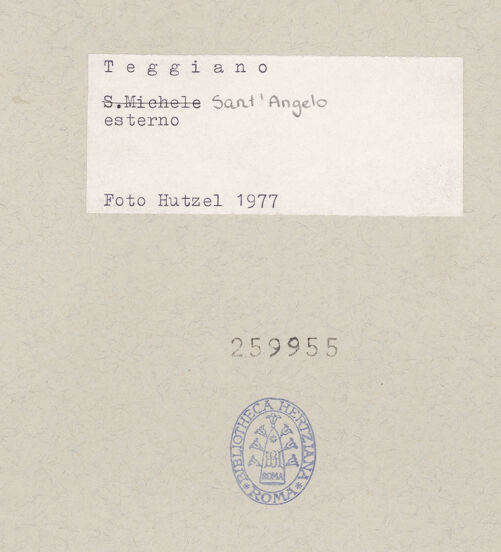 Teggiano
S.Michele Sant'Angelo
esterno
Foto Hutzel 1977
259955
BIBLIOTHECA HERTZIANA
ROMA
ROMA